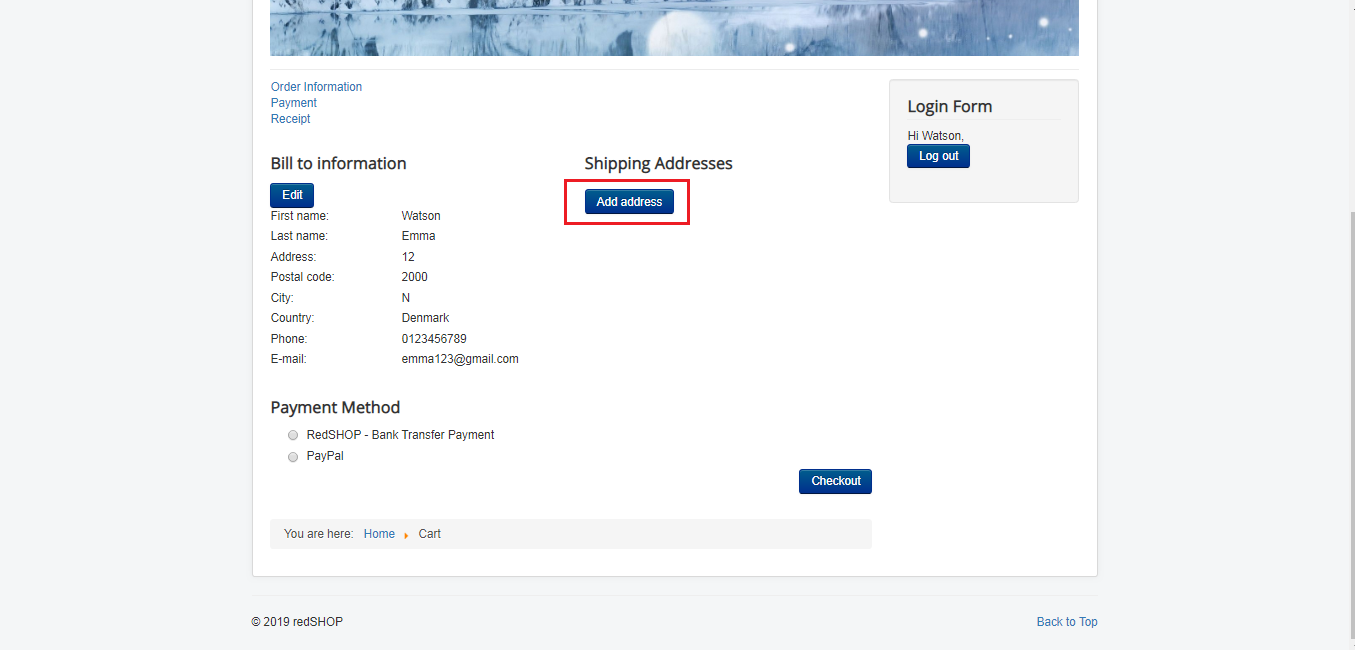 Order Information
Payment
Receipt
Bill to information
Edit
First name: Watson
Last name: Emma
Address: 12
Postal code: 2000
City: N
Country: Denmark
Phone: 0123456789
E-mail: emma123@gmail.com
Shipping Addresses
Add address
Payment Method
RedSHOP - Bank Transfer Payment
PayPal
Checkout
You are here: Home Cart
Login Form
Hi Watson,
Log out
© 2019 redSHOP
Back to Top